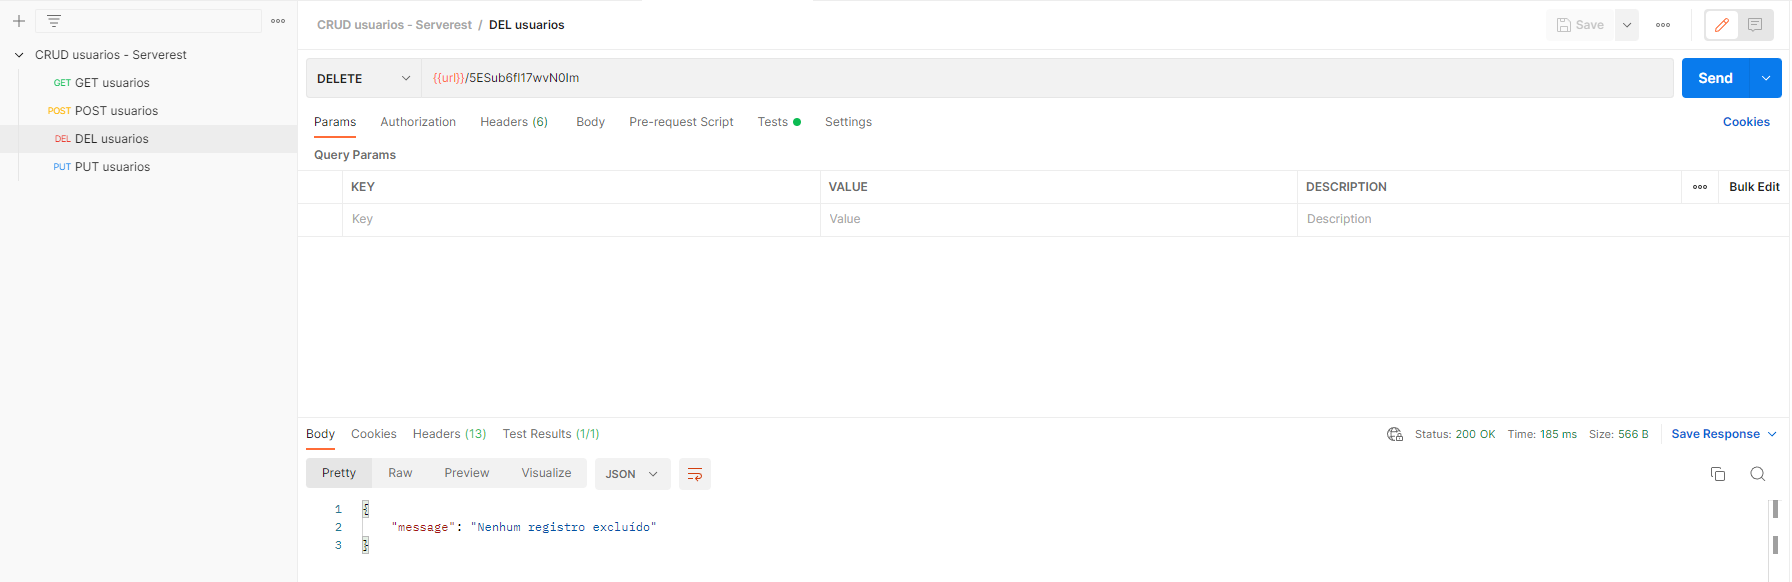 CRUD usuarios - Serverest
GET GET usuarios
POST POST usuarios
DEL DEL usuarios
PUT PUT usuarios
CRUD usuarios - Serverest / DEL usuarios
Save
DELETE
{{url}}/5ESub6fl17wvN0Im
Send
Params Authorization Headers (6) Body Pre-request Script Tests Settings Cookies
Query Params
KEY VALUE DESCRIPTION Bulk Edit
Key Value Description
Body Cookies Headers (13) Test Results (1/1) Status: 200 OK Time: 185 ms Size: 566 B Save Response
Pretty Raw Preview Visualize JSON
1 {
2 "message": "Nenhum registro excluído"
3 }